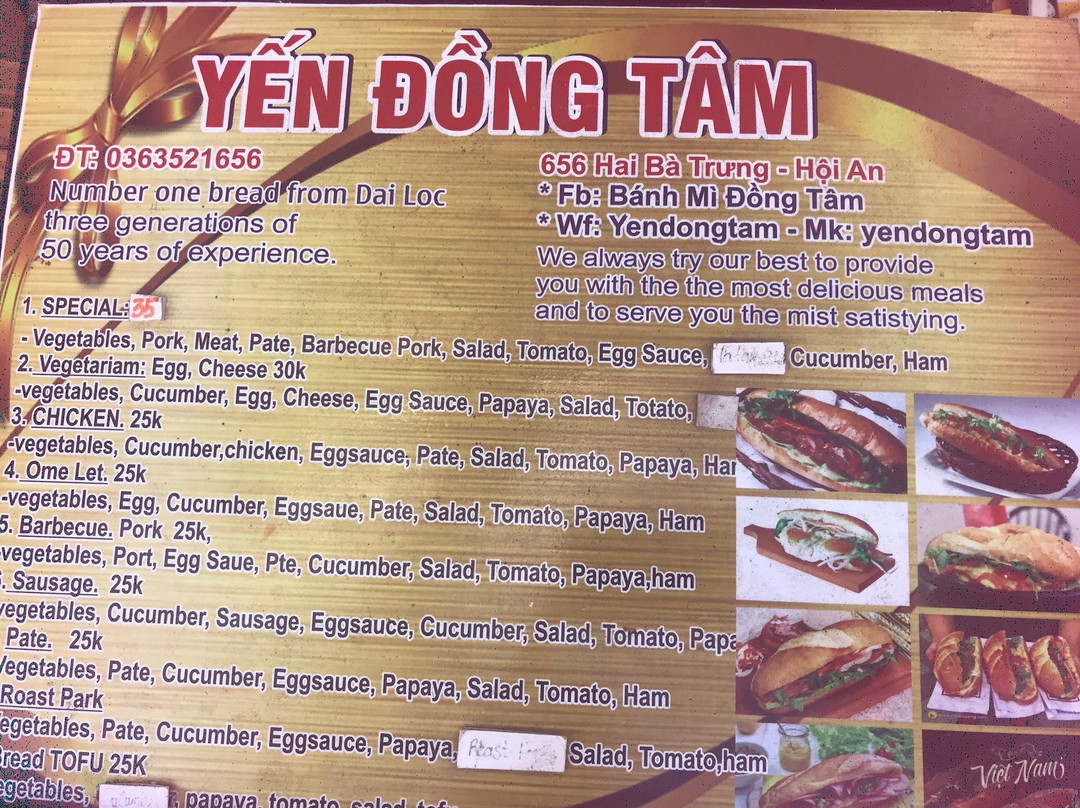 YẾN ĐỒNG TÂM
ĐT: 0363521656
Number one bread from Dai Loc
three generations of
50 years of experience.
656 Hai Bà Trưng - Hội An
* Fb: Bánh Mì Đồng Tâm
* Wf: Yendongtam - Mk: yendongtam
We always try our best to provide
you with the the most delicious meals
and to serve you the mist satistying.
1. SPECIAL: 35
- Vegetables, Pork, Meat, Pate, Barbecue Pork, Salad, Tomato, Egg Sauce, Cucumber, Ham
2. Vegetariam: Egg, Cheese 30k
-vegetables, Cucumber, Egg, Cheese, Egg Sauce, Papaya, Salad, Totato,
3. CHICKEN. 25k
-vegetables, Cucumber,chicken, Eggsauce, Pate, Salad, Tomato, Papaya, Ham
4. Ome Let. 25k
-vegetables, Egg, Cucumber, Eggsaue, Pate, Salad, Tomato, Papaya, Ham
5. Barbecue. Pork 25k,
-vegetables, Port, Egg Saue, Pte, Cucumber, Salad, Tomato, Papaya,ham
. Sausage. 25k
vegetables, Cucumber, Sausage, Eggsauce, Cucumber, Salad, Tomato, Papa
Pate. 25k
Vegetables, Pate, Cucumber, Eggsauce, Papaya, Salad, Tomato, Ham
Roast Park
egetables, Pate, Cucumber, Eggsauce, Papaya, Roast Salad, Tomato,ham
Bread TOFU 25K
egetables, , papaya, tomato, salad, tofu
Việt Nam